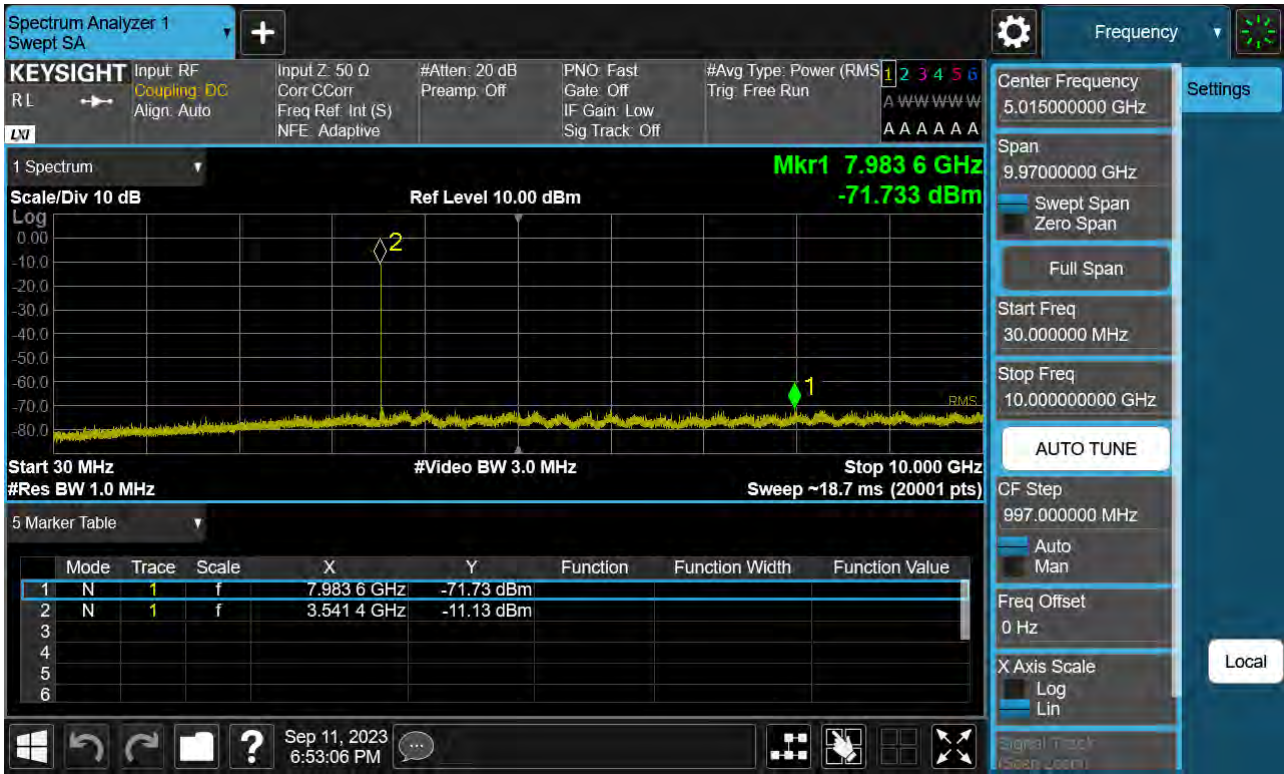 Spectrum Analyzer 1
Swept SA
+
Frequency
KEYSIGHT
RL
LXI
Input: RF
Coupling: DC
Align: Auto
Input Z: 50 Ω
Corr CCorr
Freq Ref: Int (S)
NFE: Adaptive
#Atten: 20 dB
Preamp: Off
PNO: Fast
Gate: Off
IF Gain: Low
Sig Track: Off
#Avg Type: Power (RMS
Trig: Free Run
1 2 3 4 5 6
A W W W W W
A A A A A A
1 Spectrum
Mkr1 7.983 6 GHz
-71.733 dBm
Scale/Div 10 dB
Ref Level 10.00 dBm
Log
0.00
-10.0
-20.0
-30.0
-40.0
-50.0
-60.0
-70.0
-80.0
2
1
RMS
Start 30 MHz
#Video BW 3.0 MHz
Stop 10.000 GHz
#Res BW 1.0 MHz
Sweep ~18.7 ms (20001 pts)
5 Marker Table
Mode Trace Scale X Y Function Function Width Function Value
1 N 1 f 7.983 6 GHz -71.73 dBm
2 N 1 f 3.541 4 GHz -11.13 dBm
3
4
5
6
Sep 11, 2023
6:53:06 PM
Center Frequency
5.015000000 GHz
Span
9.97000000 GHz
Swept Span
Zero Span
Full Span
Start Freq
30.000000 MHz
Stop Freq
10.000000000 GHz
AUTO TUNE
CF Step
997.000000 MHz
Auto
Man
Freq Offset
0 Hz
X Axis Scale
Log
Lin
Signal Track
(Span Zoom)
Settings
Local